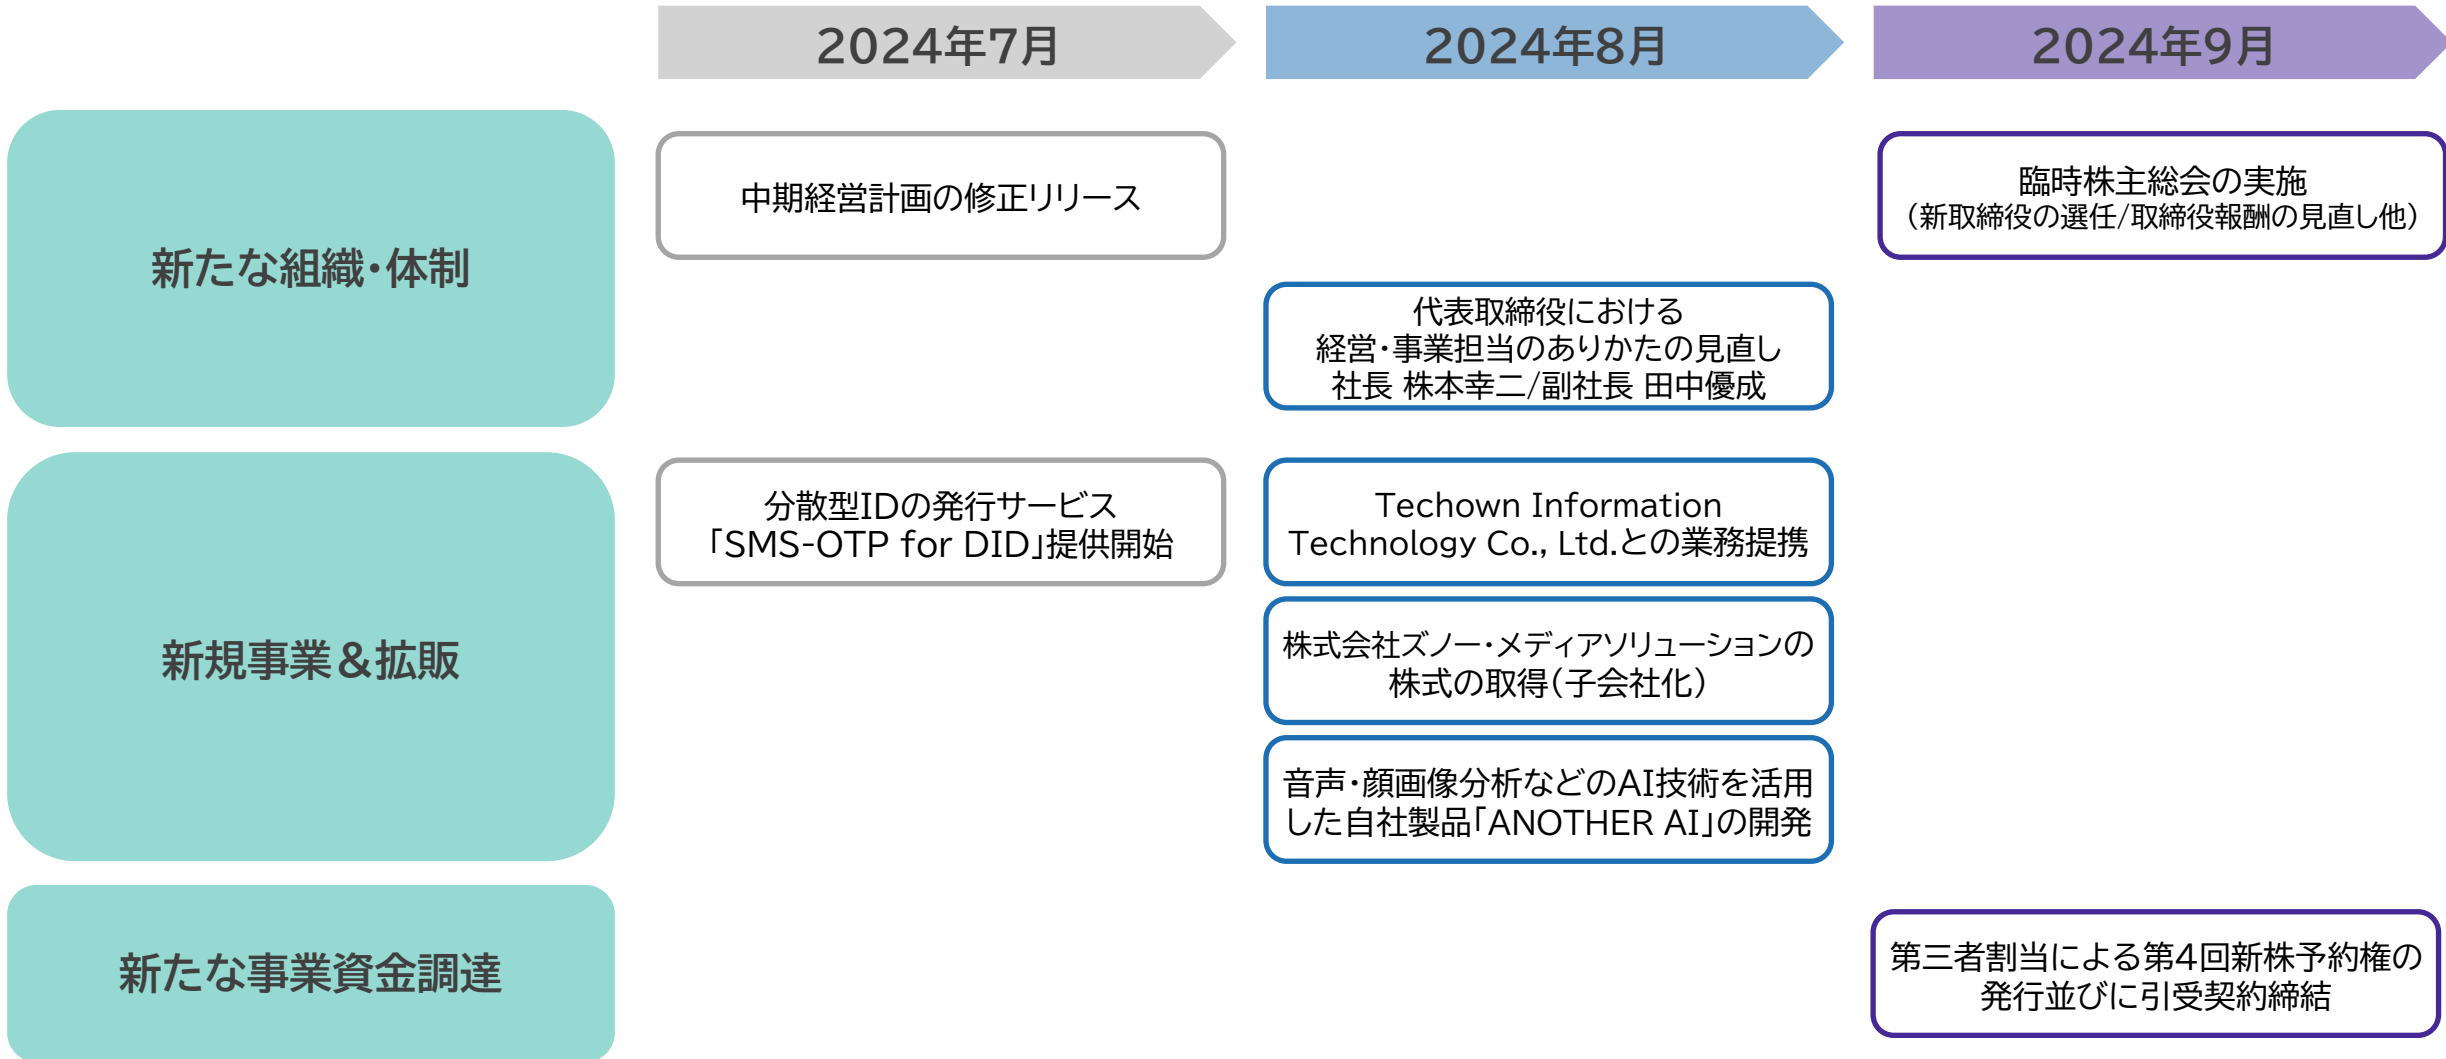 2024年7月
2024年8月
2024年9月
新たな組織・体制
中期経営計画の修正リリース
臨時株主総会の実施
（新取締役の選任/取締役報酬の見直し他）
代表取締役における
経営・事業担当のありかたの見直し
社長 株本幸二/副社長 田中優成
新規事業＆拡販
分散型IDの発行サービス
「SMS-OTP for DID」提供開始
Techown Information
Technology Co., Ltd.との業務提携
株式会社ズノー・メディアソリューションの
株式の取得（子会社化）
音声・顔画像分析などのAI技術を活用
した自社製品「ANOTHER AI」の開発
新たな事業資金調達
第三者割当による第4回新株予約権の
発行並びに引受契約締結